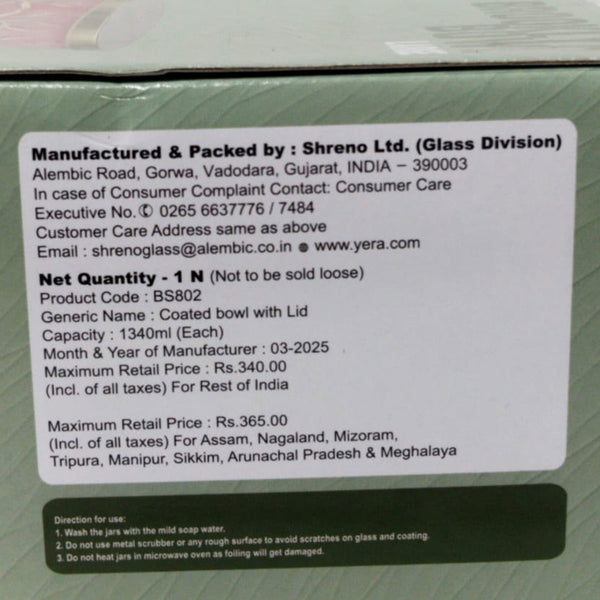 Manufactured & Packed by : Shreno Ltd. (Glass Division)
Alembic Road, Gorwa, Vadodara, Gujarat, INDIA – 390003
In case of Consumer Complaint Contact: Consumer Care
Executive No.✆ 0265 6637776 / 7484
Customer Care Address same as above
Email : shrenoglass@alembic.co.in ● www.yera.com
Net Quantity - 1 N (Not to be sold loose)
Product Code : BS802
Generic Name : Coated bowl with Lid
Capacity : 1340ml (Each)
Month & Year of Manufacturer : 03-2025
Maximum Retail Price : Rs.340.00
(Incl. of all taxes) For Rest of India
Maximum Retail Price : Rs.365.00
(Incl. of all taxes) For Assam, Nagaland, Mizoram,
Tripura, Manipur, Sikkim, Arunachal Pradesh & Meghalaya
Direction for use:
1. Wash the jars with the mild soap water.
2. Do not use metal scrubber or any rough surface to avoid scratches on glass and coating.
3. Do not heat jars in microwave oven as foiling will get damaged.